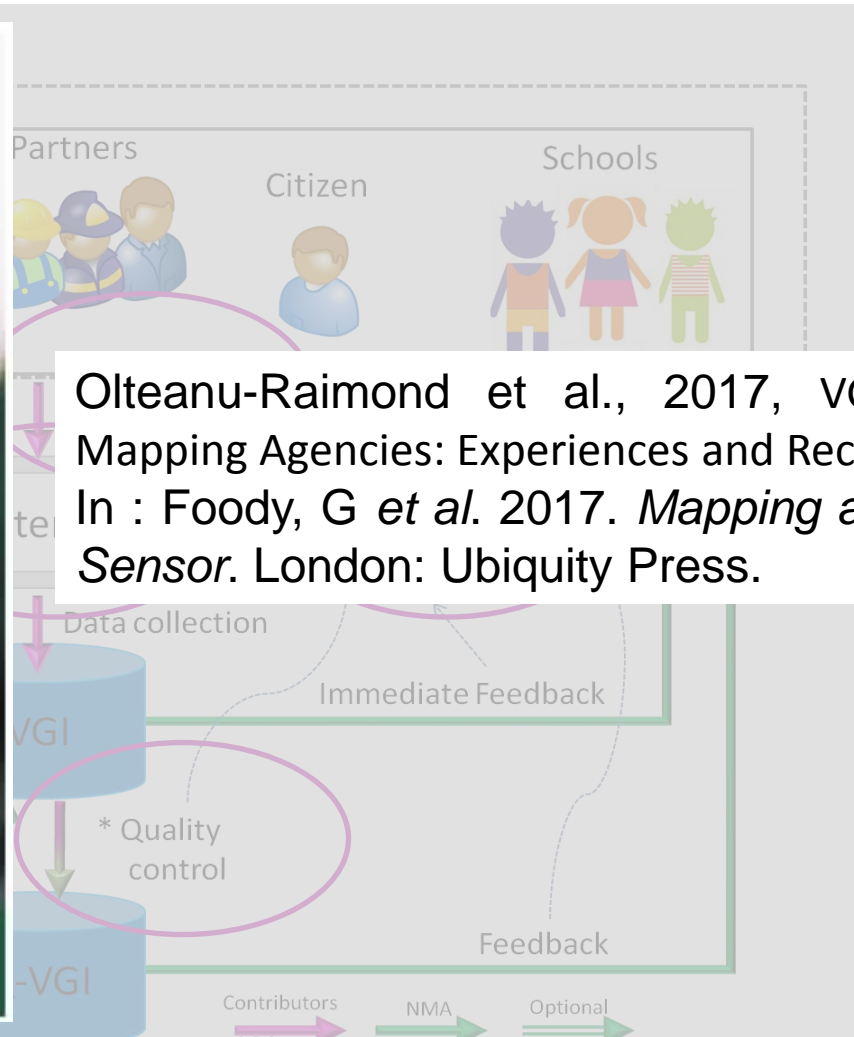 Partners
Citizen
Schools
Olteanu-Raimond et al., 2017,
Mapping Agencies: Experiences and
In : Foody, G et al. 2017. Mapping
Sensor. London: Ubiquity Press.
Data collection
Immediate Feedback
VGI
* Quality
control
Feedback
-VGI
Contributors
NMA
Optional